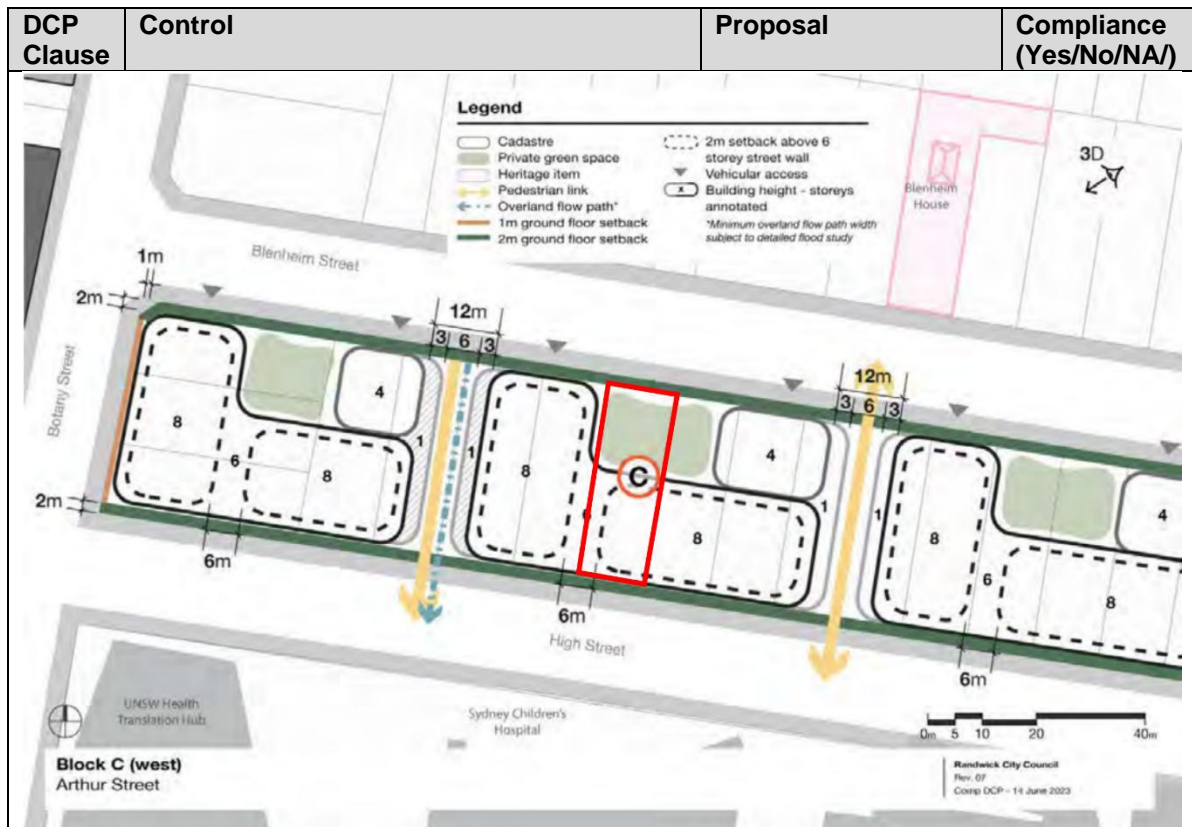 DCP Clause
Control
Proposal
Compliance (Yes/No/NA/)
Legend
Cadastre
Private green space
Heritage item
Pedestrian link
Overland flow path*
1m ground floor setback
2m ground floor setback
2m setback above 6
storey street wall
Vehicular access
x Building height - storeys
annotated
*Minimum overland flow path width
subject to detailed flood study
3D
Blenheim
House
Blenheim Street
1m
2m
12m
3 6 3
12m
3 6 3
Botany Street
8
6
8
4
1
1
8
C
6
8
4
1
1
8
6
8
4
2m
6m
6m
6m
High Street
UNSW Health
Translation Hub
Sydney Children's
Hospital
0m 5 10 20 40m
Block C (west)
Arthur Street
Randwick City Council
Rev. 07
Comp DCP - 14 June 2023